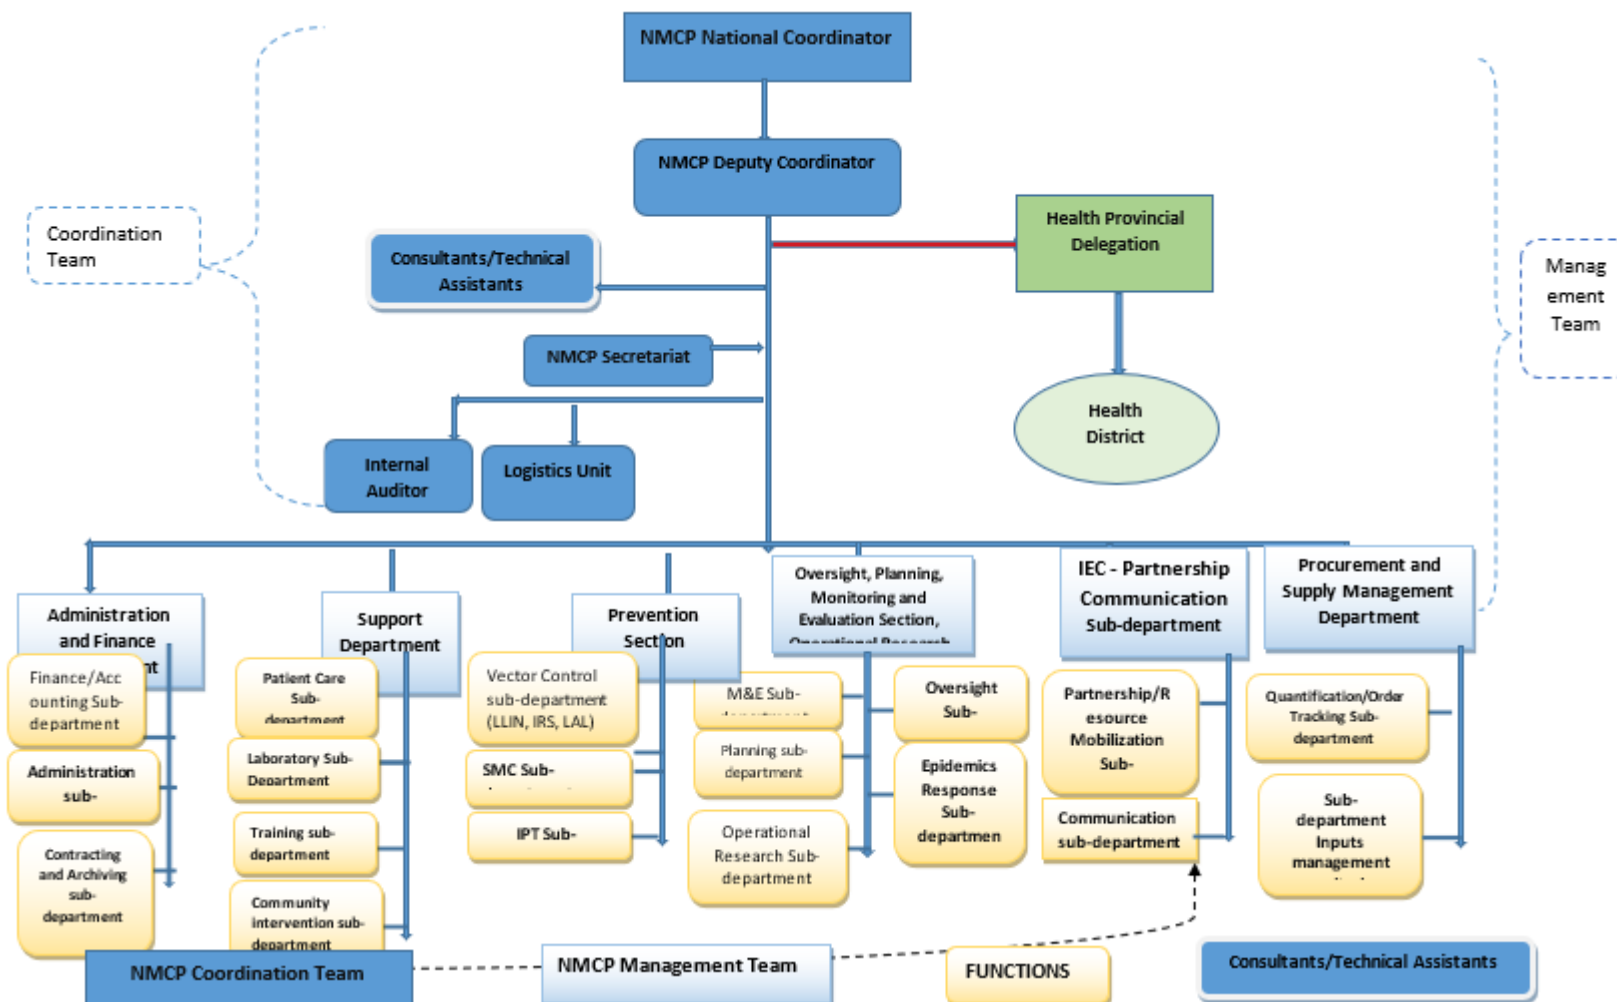 NMCP National Coordinator
NMCP Deputy Coordinator
Coordination
Team
Health Provincial
Delegation
Consultants/Technical
Assistants
Manag
ement
Team
NMCP Secretariat
Health
District
Internal
Auditor
Logistics Unit
Administration
and Finance
Support
Department
Prevention
Section
Oversight, Planning,
Monitoring and
Evaluation Section,
Operational Research
IEC - Partnership
Communication
Sub-department
Procurement and
Supply Management
Department
Finance/Acc
ounting Sub-
department
Administration
sub-
Contracting
and Archiving
sub-
department
Patient Care
Sub-
department
Laboratory Sub-
Department
Training sub-
department
Community
intervention sub-
department
Vector Control
sub-department
(LLIN, IRS, LAL)
SMC Sub-
IPT Sub-
M&E Sub-
department
Planning sub-
department
Operational
Research Sub-
department
Oversight
Sub-
Epidemics
Response
Sub-
departmen
Partnership/R
esource
Mobilization
Sub-
Communication
sub-department
Quantification/Order
Tracking Sub-
department
Sub-
department
Inputs
management
NMCP Coordination Team
NMCP Management Team
FUNCTIONS
Consultants/Technical Assistants